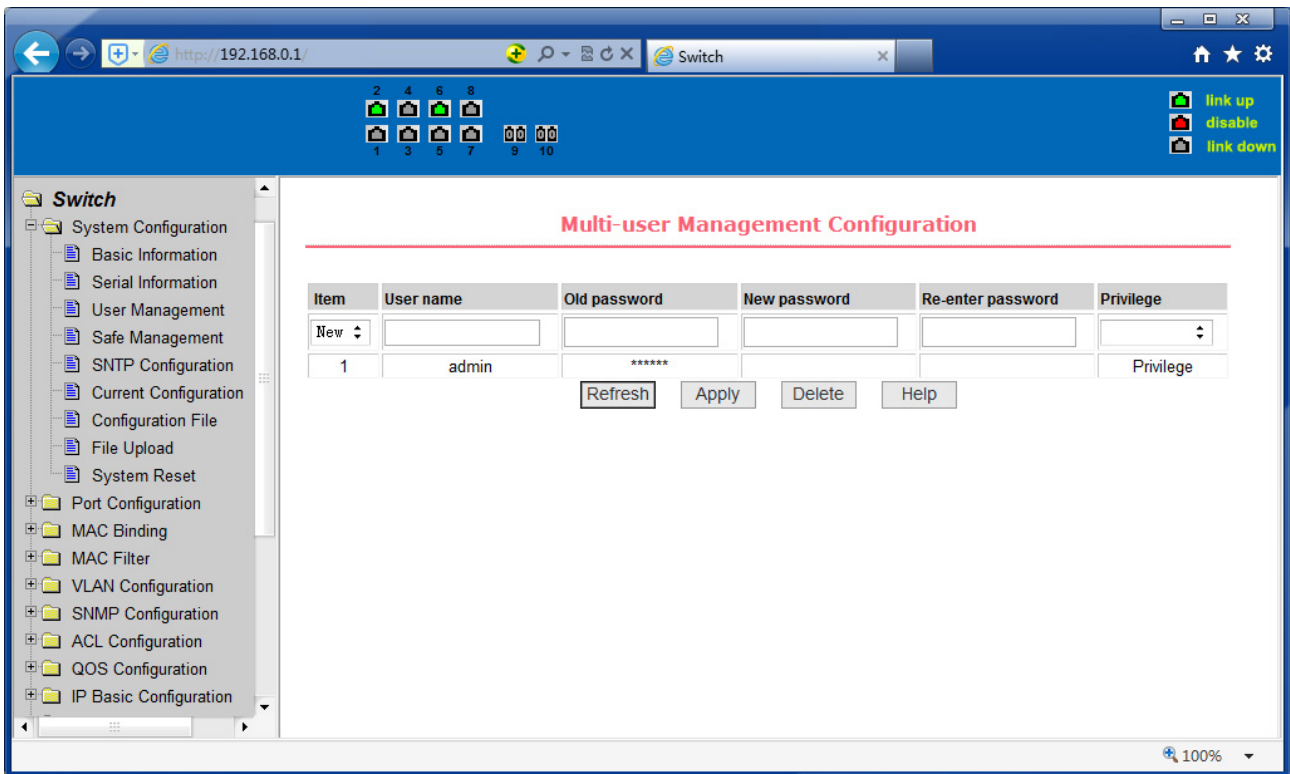 http://192.168.0.1/
Switch
2 4 6 8
1 3 5 7 9 10
link up
disable
link down
Switch
System Configuration
Basic Information
Serial Information
User Management
Safe Management
SNTP Configuration
Current Configuration
Configuration File
File Upload
System Reset
Port Configuration
MAC Binding
MAC Filter
VLAN Configuration
SNMP Configuration
ACL Configuration
QOS Configuration
IP Basic Configuration
Multi-user Management Configuration
Item User name Old password New password Re-enter password Privilege
New
1 admin ****** Privilege
Refresh Apply Delete Help
100%